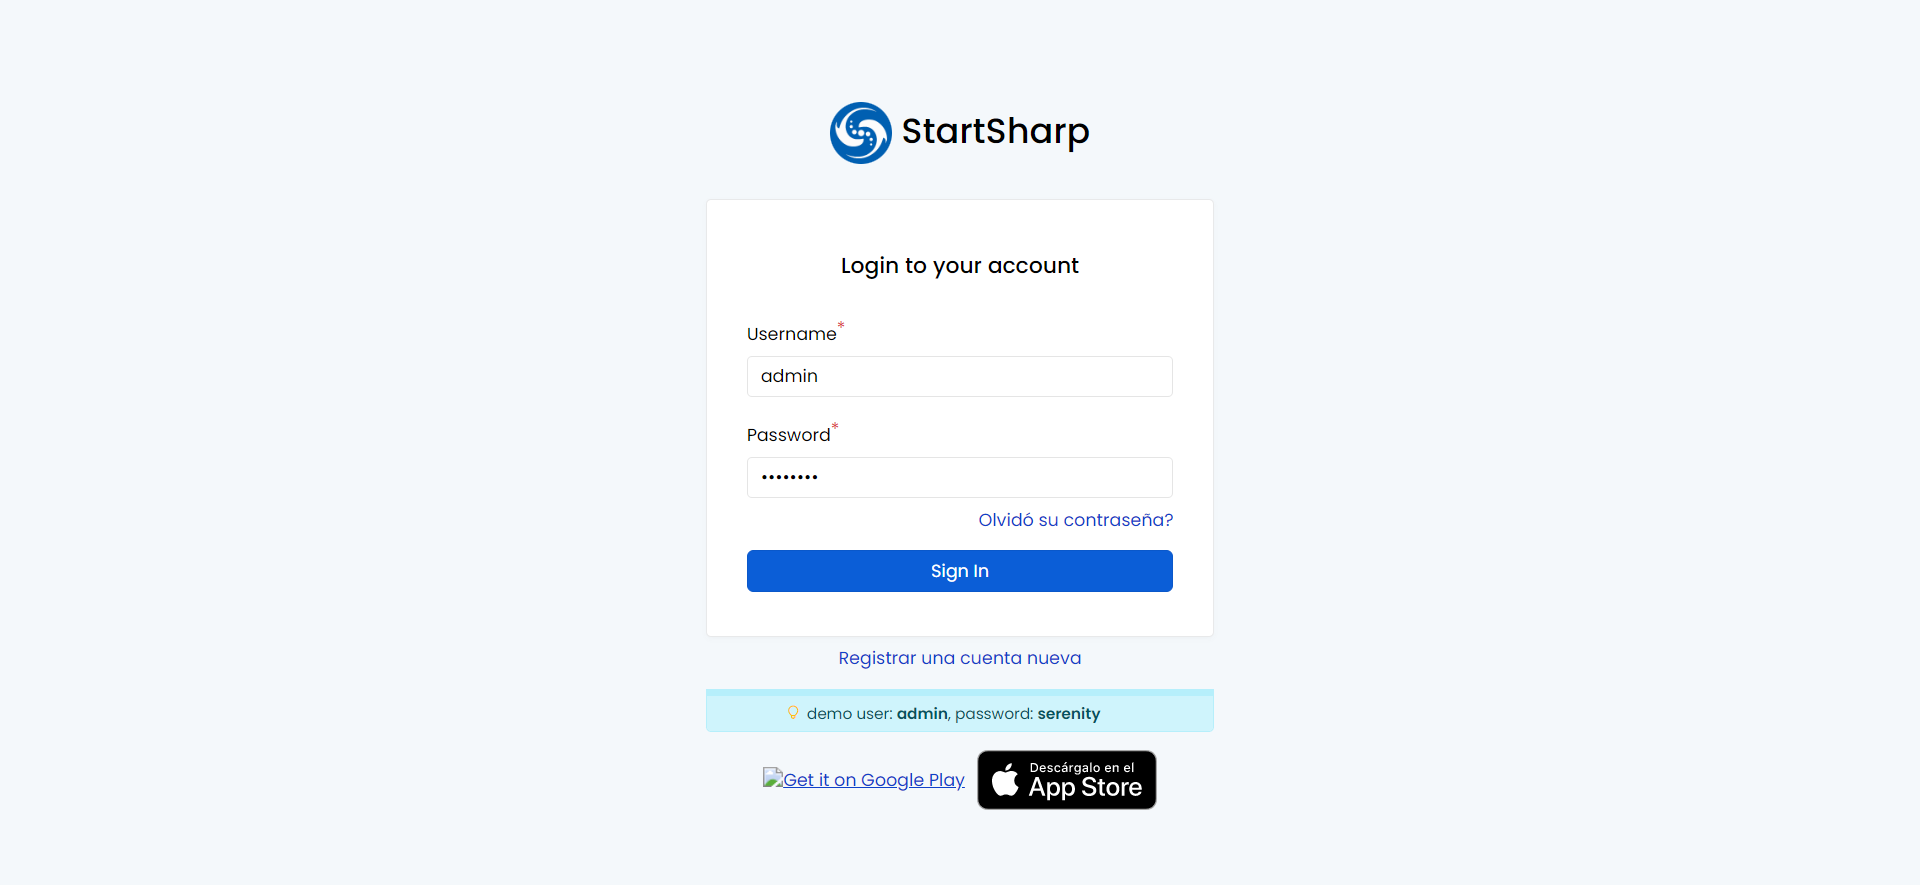 StartSharp
Login to your account
Username*
admin
Password*
••••••••
Olvidó su contraseña?
Sign In
Registrar una cuenta nueva
demo user: admin, password: serenity
Get it on Google Play
Descárgalo en el
App Store